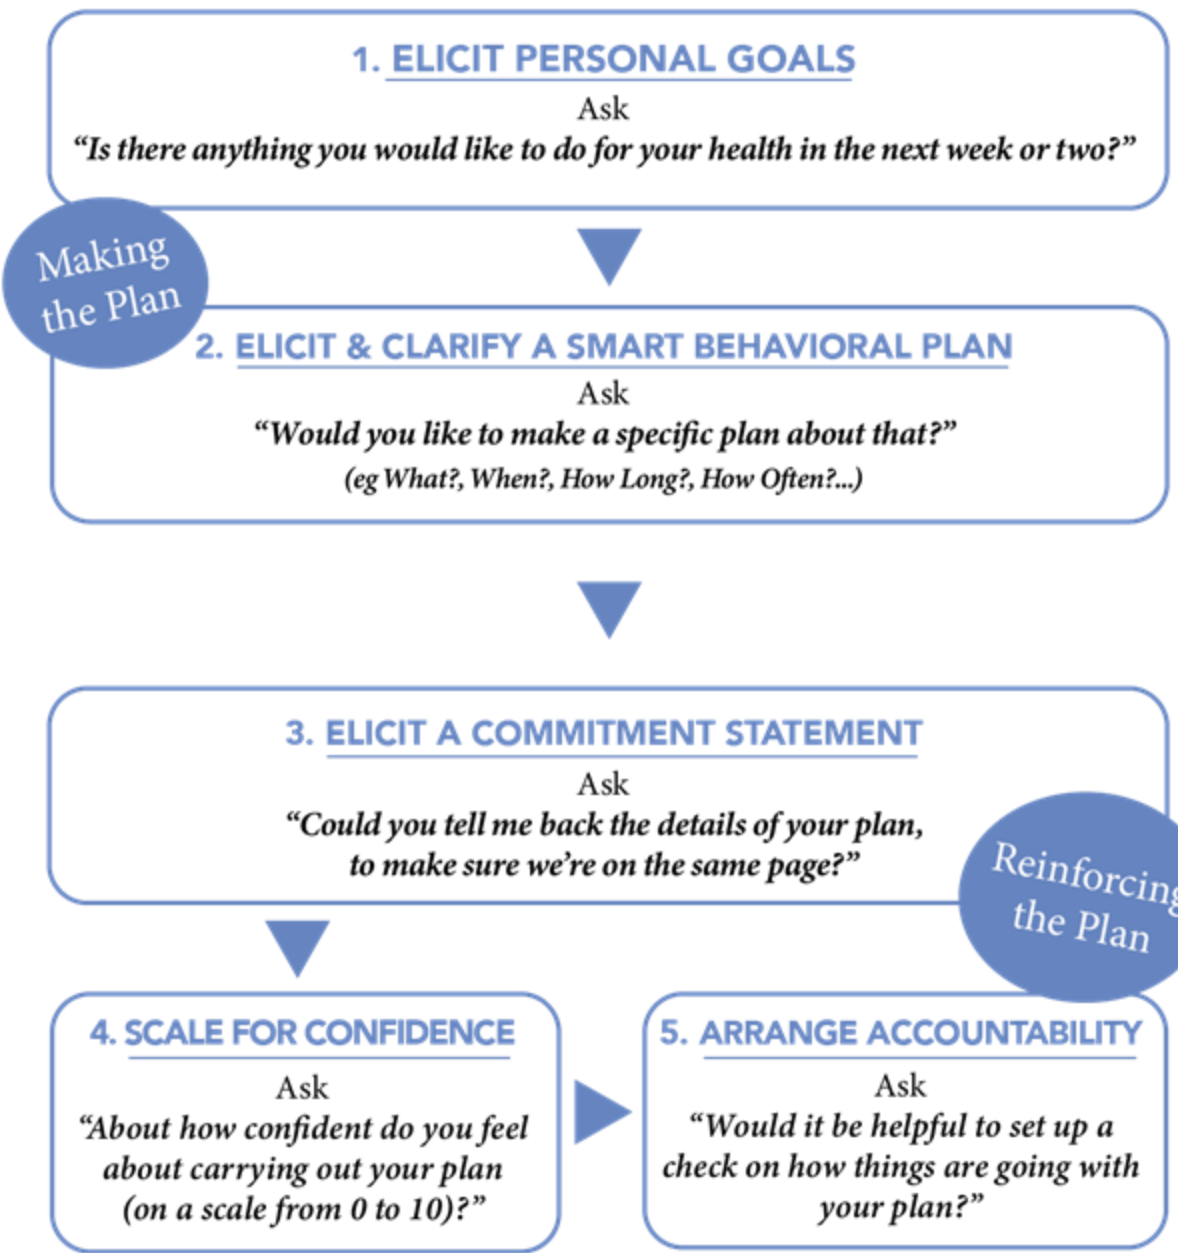 1. ELICIT PERSONAL GOALS
Ask
“Is there anything you would like to do for your health in the next week or two?”
Making
the Plan
2. ELICIT & CLARIFY A SMART BEHAVIORAL PLAN
Ask
“Would you like to make a specific plan about that?”
(eg What?, When?, How Long?, How Often?...)
3. ELICIT A COMMITMENT STATEMENT
Ask
“Could you tell me back the details of your plan,
to make sure we’re on the same page?”
Reinforcing
the Plan
4. SCALE FOR CONFIDENCE
Ask
“About how confident do you feel
about carrying out your plan
(on a scale from 0 to 10)?”
5. ARRANGE ACCOUNTABILITY
Ask
“Would it be helpful to set up a
check on how things are going with
your plan?”